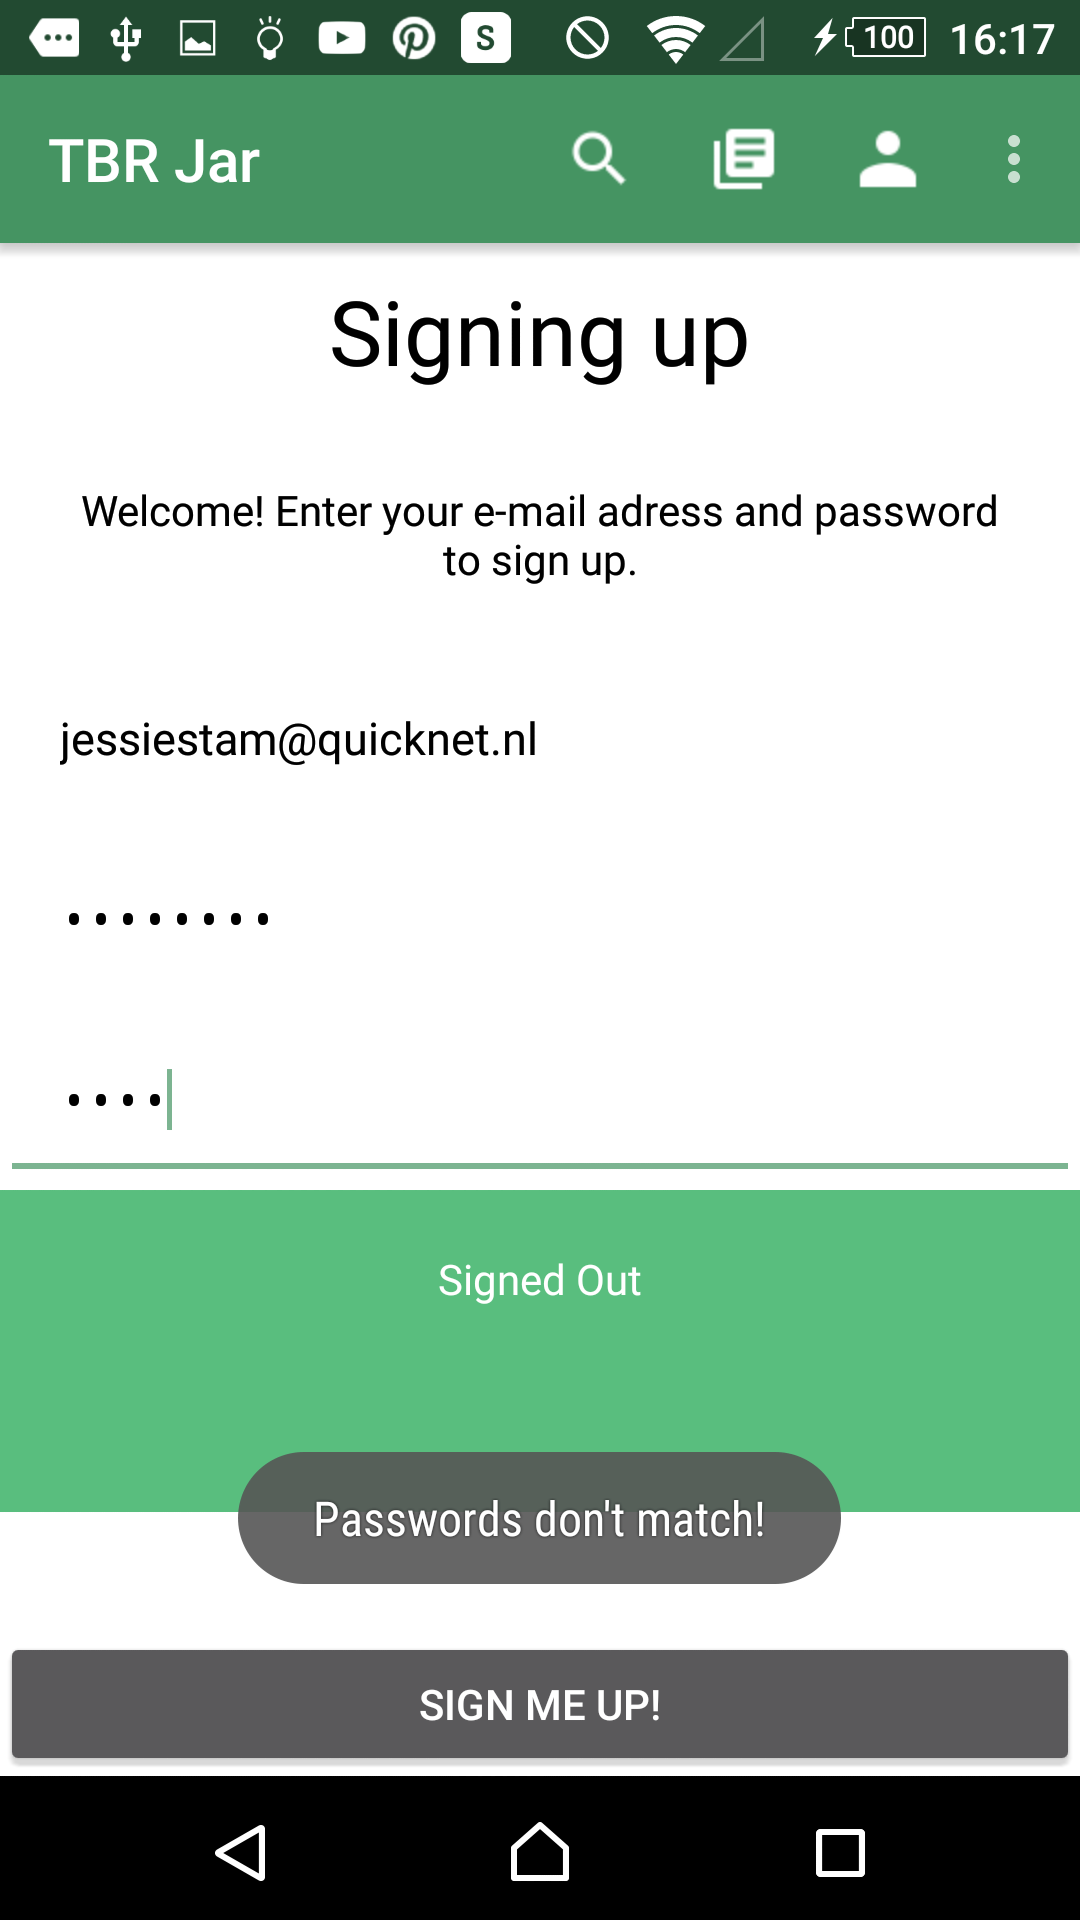 S 100 16:17
TBR Jar
Signing up
Welcome! Enter your e-mail adress and password
to sign up.
jessiestam@quicknet.nl
••••••••
••••
Signed Out
Passwords don't match!
SIGN ME UP!